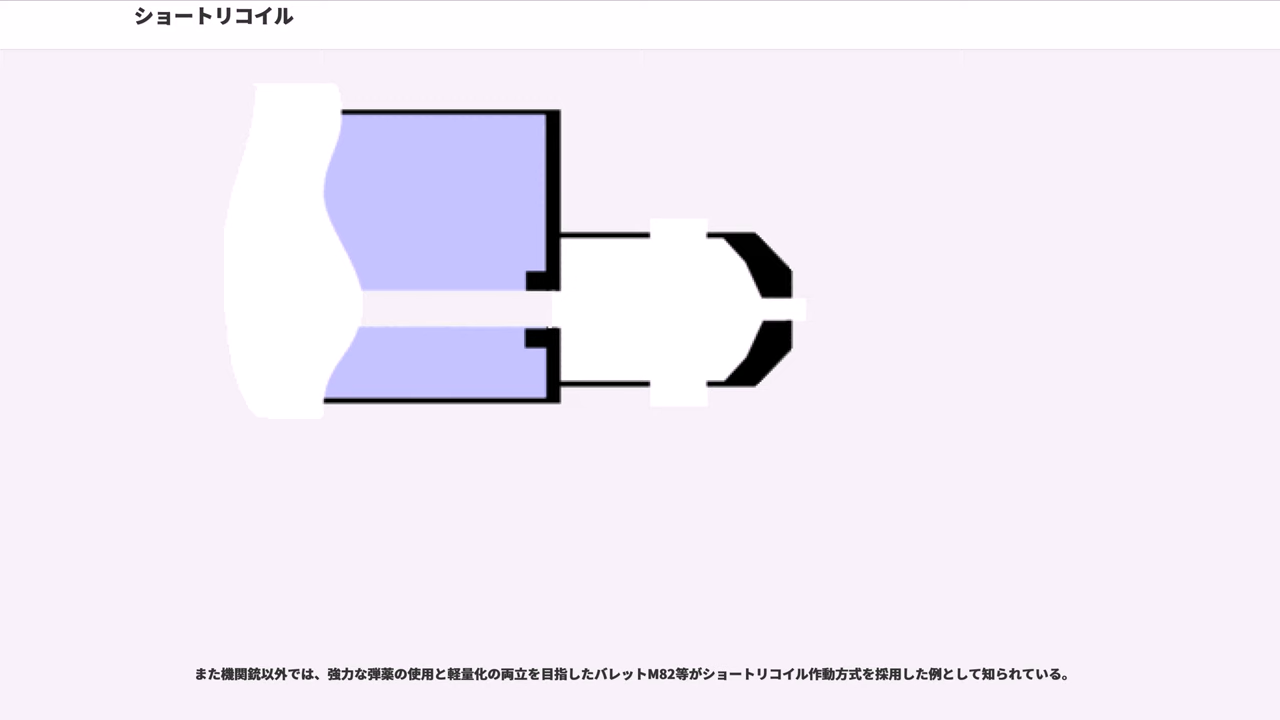 ショートリコイル
また機関銃以外では、強力な弾薬の使用と軽量化の両立を目指したバレットM82等がショートリコイル作動方式を採用した例として知られている。